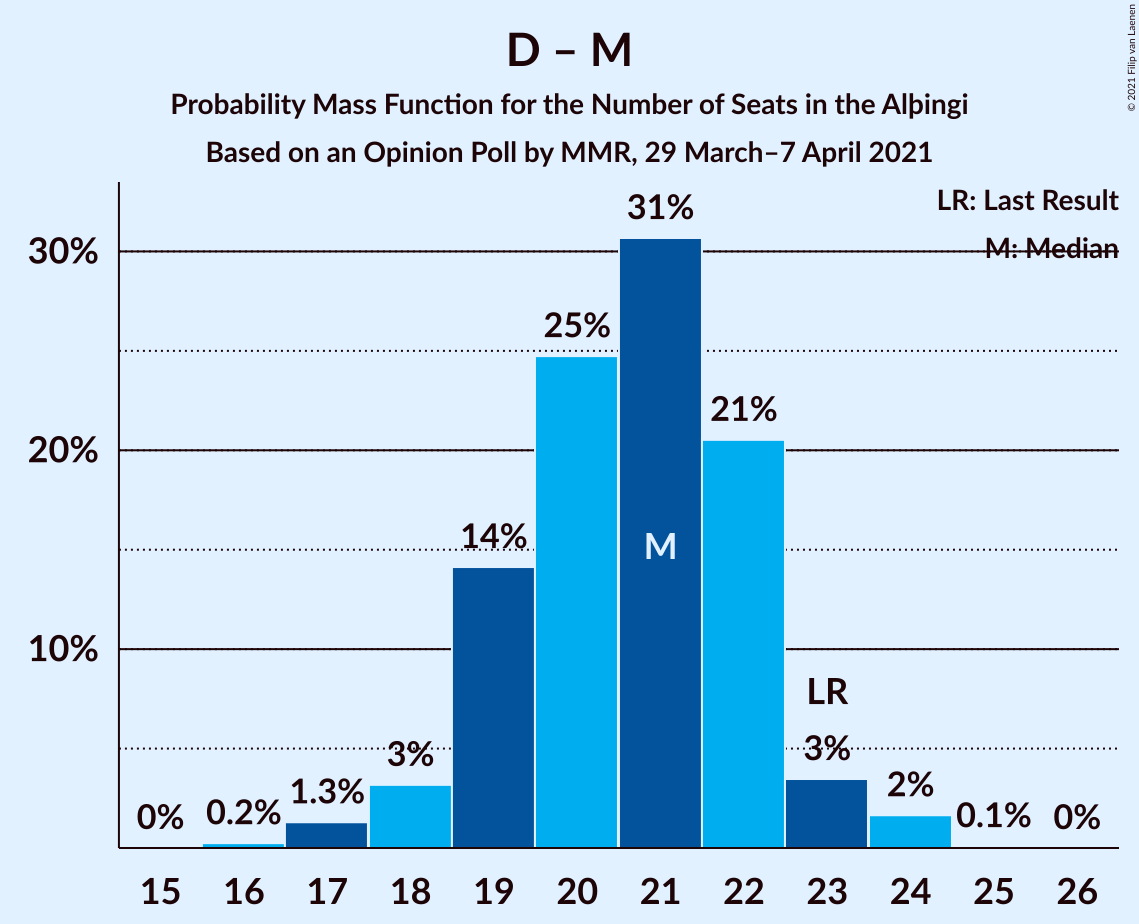 D – M
Probability Mass Function for the Number of Seats in the Alþingi
Based on an Opinion Poll by MMR, 29 March–7 April 2021
© 2021 Filip van Laenen
LR: Last Result
M: Median
30%
20%
10%
0%
0.2%
1.3%
3%
14%
25%
31%
21%
3%
2%
0.1%
0%
M
LR
15 16 17 18 19 20 21 22 23 24 25 26